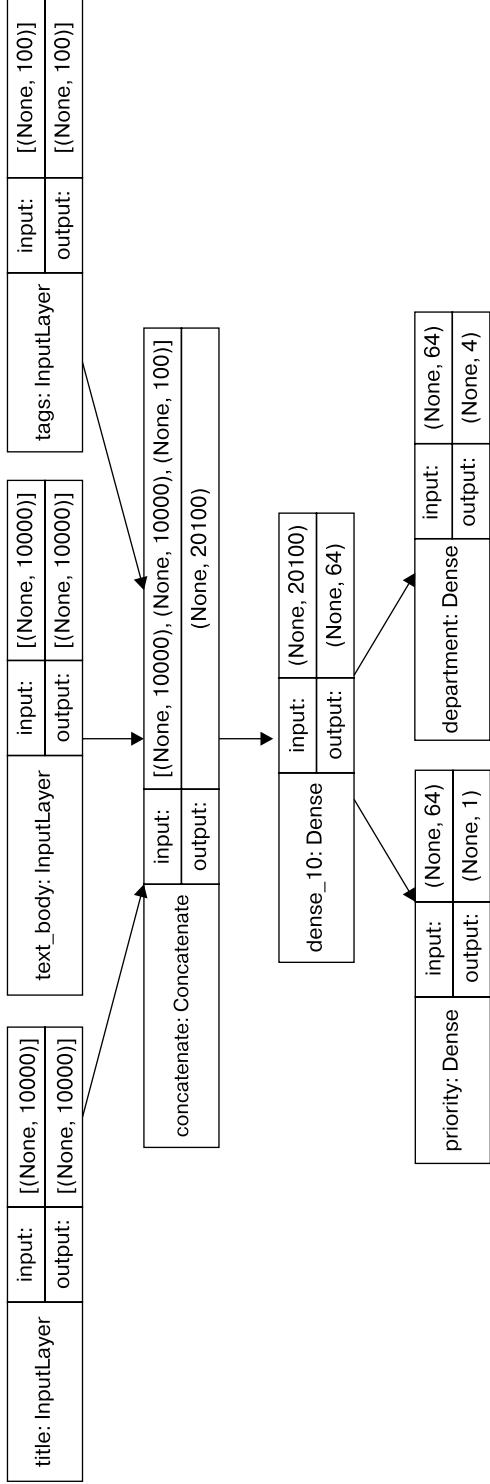 title: InputLayer
input:
[(None, 10000)]
output:
[(None, 10000)]
text_body: InputLayer
input:
[(None, 10000)]
output:
[(None, 10000)]
tags: InputLayer
input:
[(None, 100)]
output:
[(None, 100)]
concatenate: Concatenate
input:
[(None, 10000), (None, 10000), (None, 100)]
output:
(None, 20100)
dense_10: Dense
input:
(None, 20100)
output:
(None, 64)
priority: Dense
input:
(None, 64)
output:
(None, 1)
department: Dense
input:
(None, 64)
output:
(None, 4)